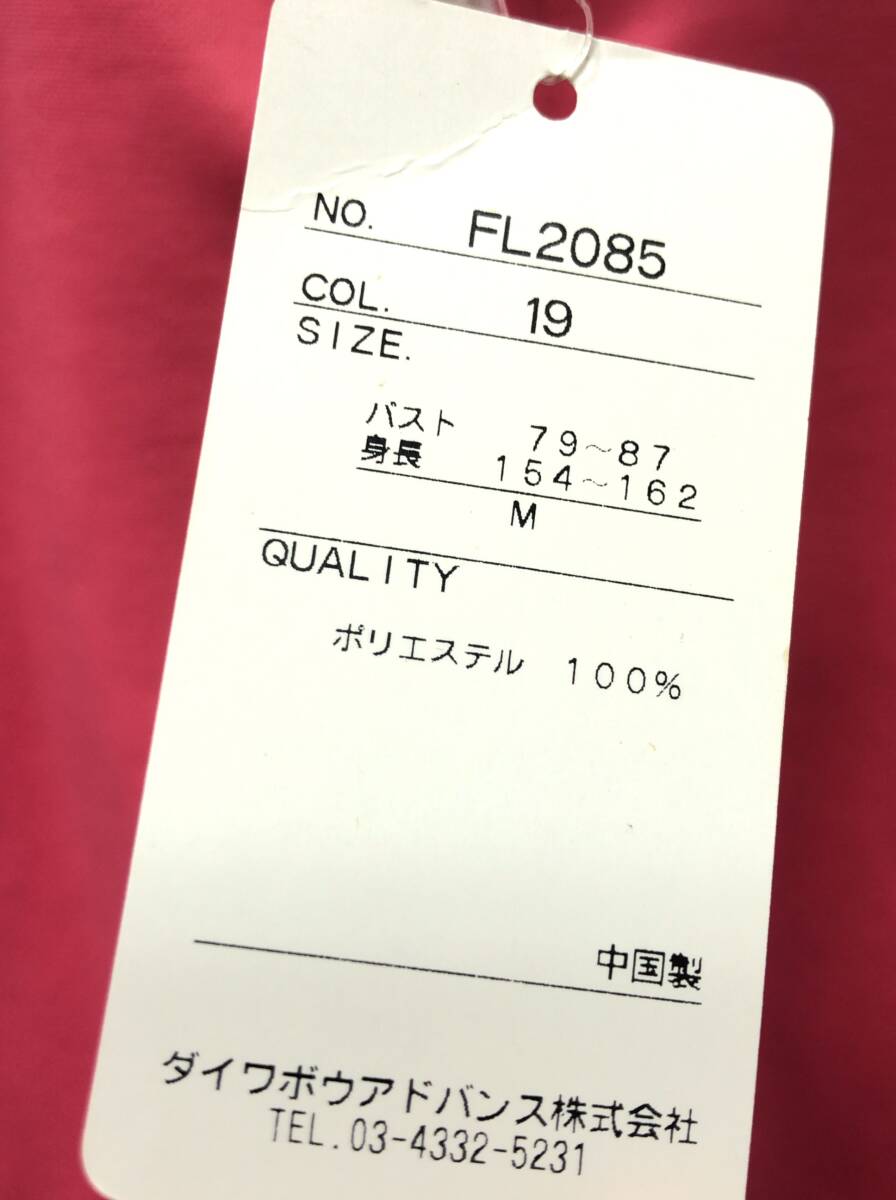 NO. FL2085
COL. 19
SIZE.
バスト 79～87
身長 154～162
M
QUALITY
ポリエステル 100%
中国製
ダイワボウアドバンス株式会社
TEL.03-4332-5231